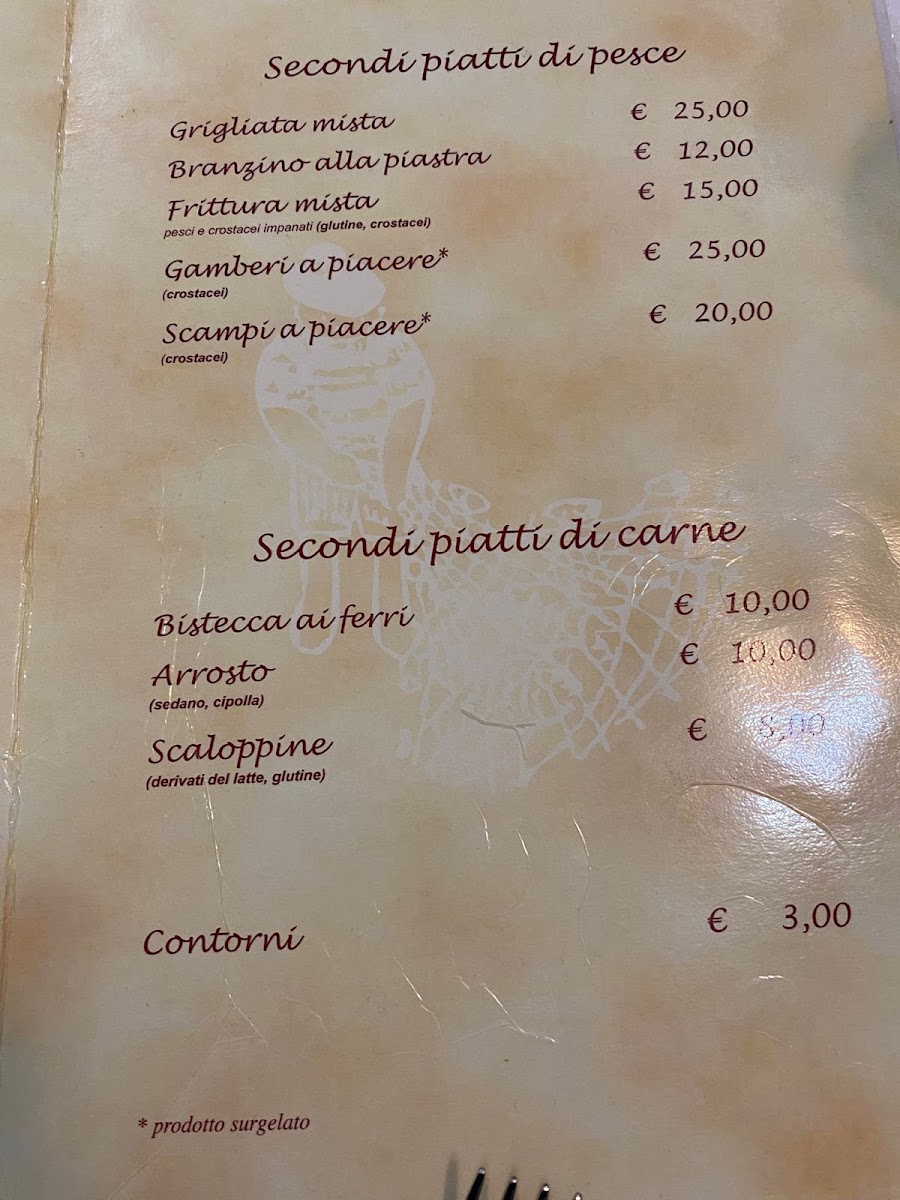 Secondi piatti di pesce
Grigliata mista € 25,00
Branzino alla piastra € 12,00
Frittura mista € 15,00
pesci e crostacei impanati (glutine, crostacei)
Gamberi a piacere* € 25,00
(crostacei)
Scampi a piacere* € 20,00
(crostacei)
Secondi piatti di carne
Bistecca ai ferri € 10,00
Arrosto € 10,00
(sedano, cipolla)
Scaloppine € 8,00
(derivati del latte, glutine)
Contorni € 3,00
* prodotto surgelato